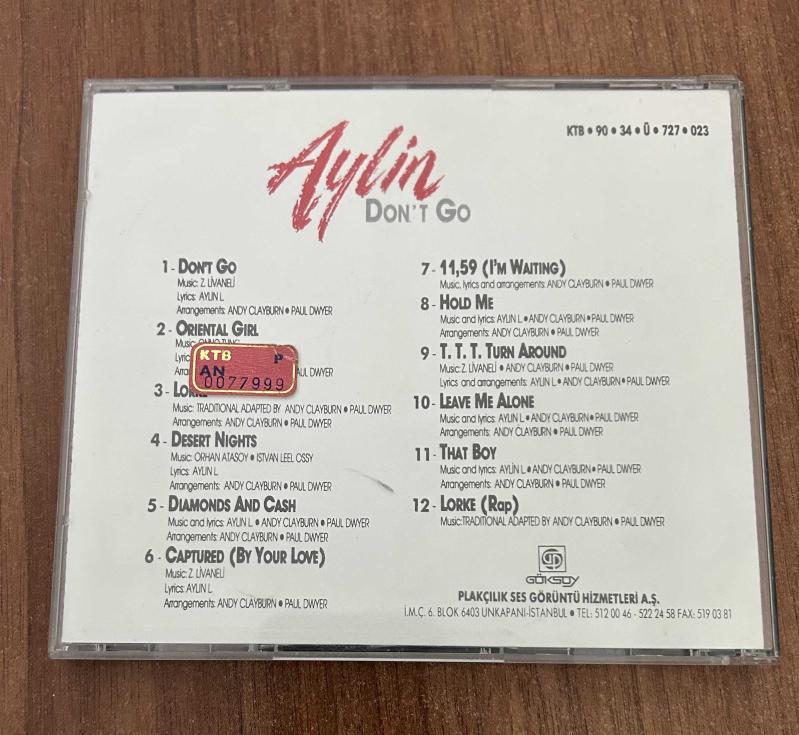 Aylin
DON'T GO
KTB • 90 • 34 • Ü • 727 • 023
1 - DON'T GO
Music: Z. LİVANELİ
Lyrics: AYLIN L
Arrangements: ANDY CLAYBURN • PAUL DWYER
2 - ORIENTAL GIRL
Music:
KTB P
AN
0077999
3 -
Music: TRADITIONAL ADAPTED BY ANDY CLAYBURN • PAUL DWYER
Arrangements: ANDY CLAYBURN • PAUL DWYER
4 - DESERT NIGHTS
Music: ORHAN ATASOY • ISTVAN LEEL OSSY
Lyrics: AYLIN L
Arrangements: ANDY CLAYBURN • PAUL DWYER
5 - DIAMONDS AND CASH
Music and lyrics: AYLIN L • ANDY CLAYBURN • PAUL DWYER
Arrangements: ANDY CLAYBURN • PAUL DWYER
6 - CAPTURED (BY YOUR LOVE)
Music: Z. LİVANELİ
Lyrics: AYLIN L
Arrangements: ANDY CLAYBURN • PAUL DWYER
7 - 11,59 (I'M WAITING)
Music, lyrics and arrangements: ANDY CLAYBURN • PAUL DWYER
8 - HOLD ME
Music and lyrics: AYLIN L • ANDY CLAYBURN • PAUL DWYER
Arrangements: ANDY CLAYBURN • PAUL DWYER
9 - T. T. T. TURN AROUND
Music: Z. LİVANELİ • ANDY CLAYBURN • PAUL DWYER
Lyrics and arrangements: AYLIN L • ANDY CLAYBURN • PAUL DWYER
10 - LEAVE ME ALONE
Music and lyrics: AYLIN L • ANDY CLAYBURN • PAUL DWYER
Arrangements: ANDY CLAYBURN • PAUL DWYER
11 - THAT BOY
Music and lyrics: AYLİN L • ANDY CLAYBURN • PAUL DWYER
Arrangements: ANDY CLAYBURN • PAUL DWYER
12 - LORKE (RAP)
Music: TRADITIONAL ADAPTED BY ANDY CLAYBURN • PAUL DWYER
GÖKSOY
PLAKÇILIK SES GÖRÜNTÜ HİZMETLERİ A.Ş.
İ.M.Ç. 6. BLOK 6403 UNKAPANI-İSTANBUL • TEL: 512 00 46 - 522 24 58 FAX: 519 03 81